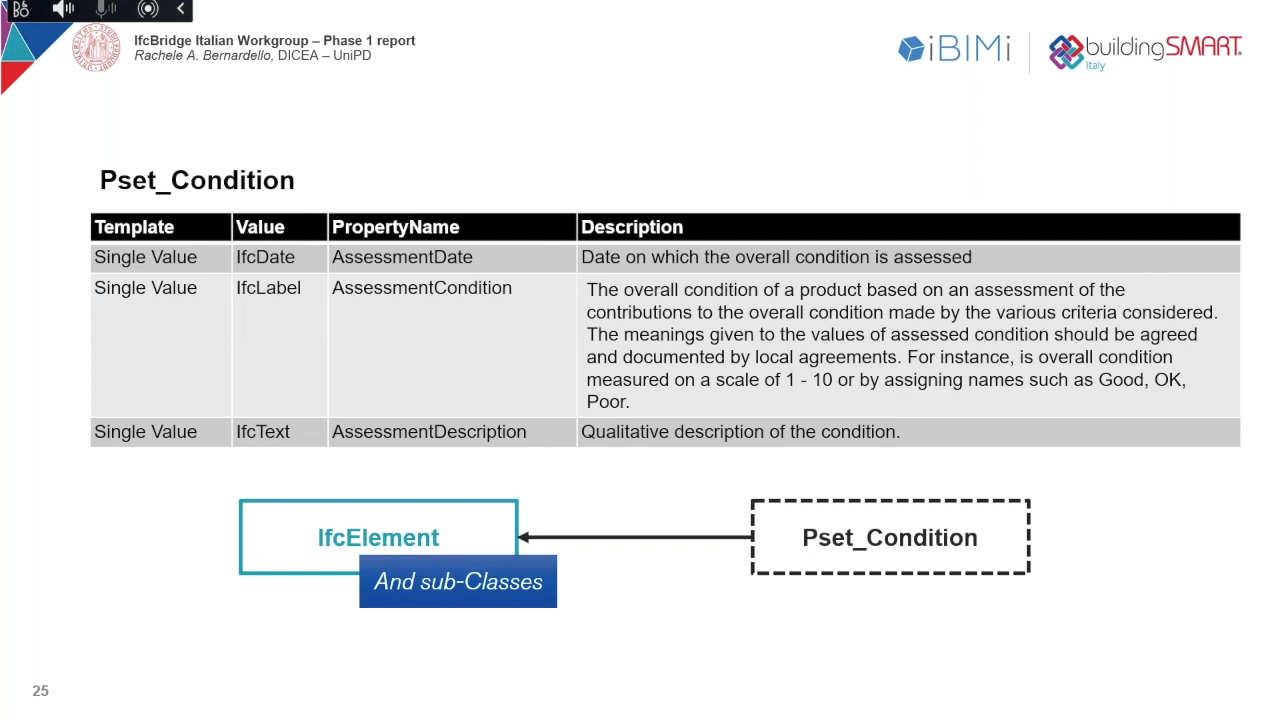 IfcBridge Italian Workgroup – Phase 1 report
Rachele A. Bernardello, DICEA – UniPD
iBIMi
buildingSMART
Italy
Pset_Condition
Template Value PropertyName Description
Single Value IfcDate AssessmentDate Date on which the overall condition is assessed
Single Value IfcLabel AssessmentCondition The overall condition of a product based on an assessment of the
contributions to the overall condition made by the various criteria considered.
The meanings given to the values of assessed condition should be agreed
and documented by local agreements. For instance, is overall condition
measured on a scale of 1 - 10 or by assigning names such as Good, OK,
Poor.
Single Value IfcText AssessmentDescription Qualitative description of the condition.
IfcElement
Pset_Condition
And sub-Classes
25